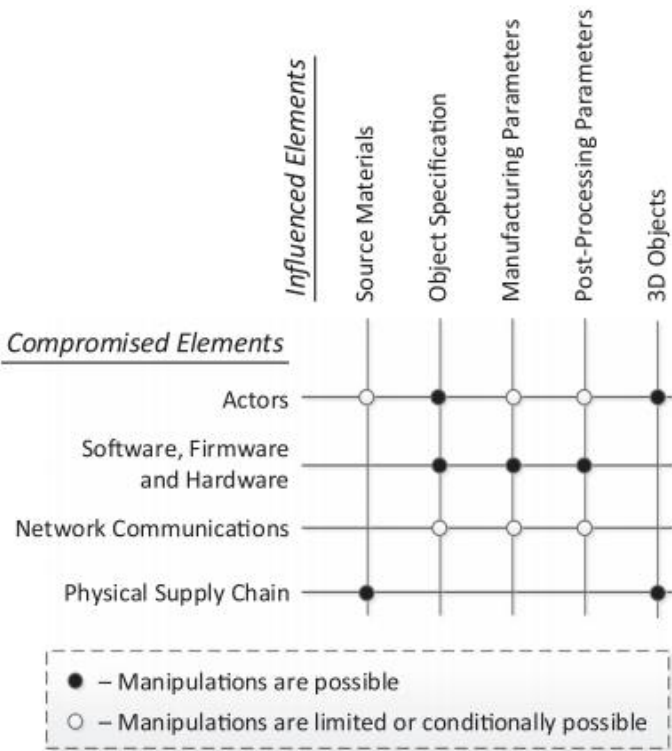 Influenced Elements
Source Materials
Object Specification
Manufacturing Parameters
Post-Processing Parameters
3D Objects
Compromised Elements
Actors
Software, Firmware
and Hardware
Network Communications
Physical Supply Chain
– Manipulations are possible
– Manipulations are limited or conditionally possible